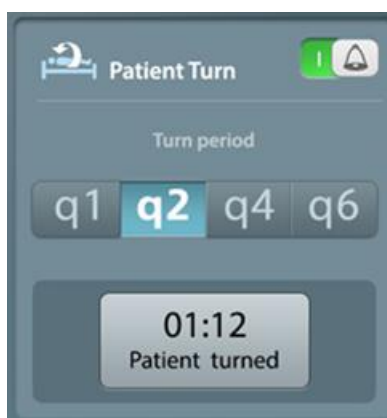 Patient Turn
Turn period
q1 q2 q4 q6
01:12
Patient turned